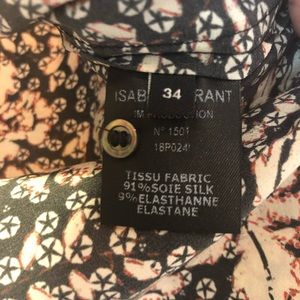 ISAB 34 RANT
IM PRODUCTION
N° 1501
18P024
TISSU FABRIC
91%SOIE SILK
9%ELASTHANNE
ELASTANE